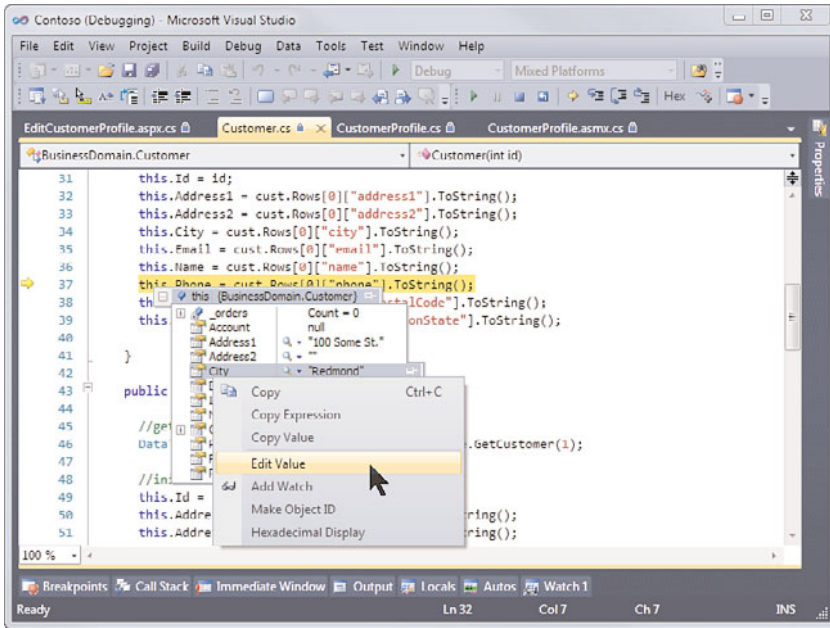 Contoso (Debugging) - Microsoft Visual Studio
File Edit View Project Build Debug Data Tools Test Window Help
Debug Mixed Platforms
Hex
EditCustomerProfile.aspx.cs Customer.cs CustomerProfile.cs CustomerProfile.asmx.cs
Properties
BusinessDomain.Customer Customer(int id)
31 this.Id = id;
32 this.Address1 = cust.Rows[0]["address1"].ToString();
33 this.Address2 = cust.Rows[0]["address2"].ToString();
34 this.City = cust.Rows[0]["city"].ToString();
35 this.Email = cust.Rows[0]["email"].ToString();
36 this.Name = cust.Rows[0]["name"].ToString();
37 this.Phone = cust.Rows[0]["phone"].ToString();
38 th this {BusinessDomain.Customer} stalCode"].ToString();
39 this. _orders Count = 0 onState"].ToString();
40 Account null
Address1 "100 Some St."
41 } Address2 ""
42 City "Redmond"
43 public Copy Ctrl+C
44 Copy Expression
45 //get Copy Value
46 Data .GetCustomer(1);
47 Edit Value
48 //in: Add Watch
49 this.Id =
50 this.Addre Make Object ID ring();
51 this.Addre Hexadecimal Display ring();
100 %
Breakpoints Call Stack Immediate Window Output Locals Autos Watch 1
Ready Ln 32 Col 7 Ch 7 INS